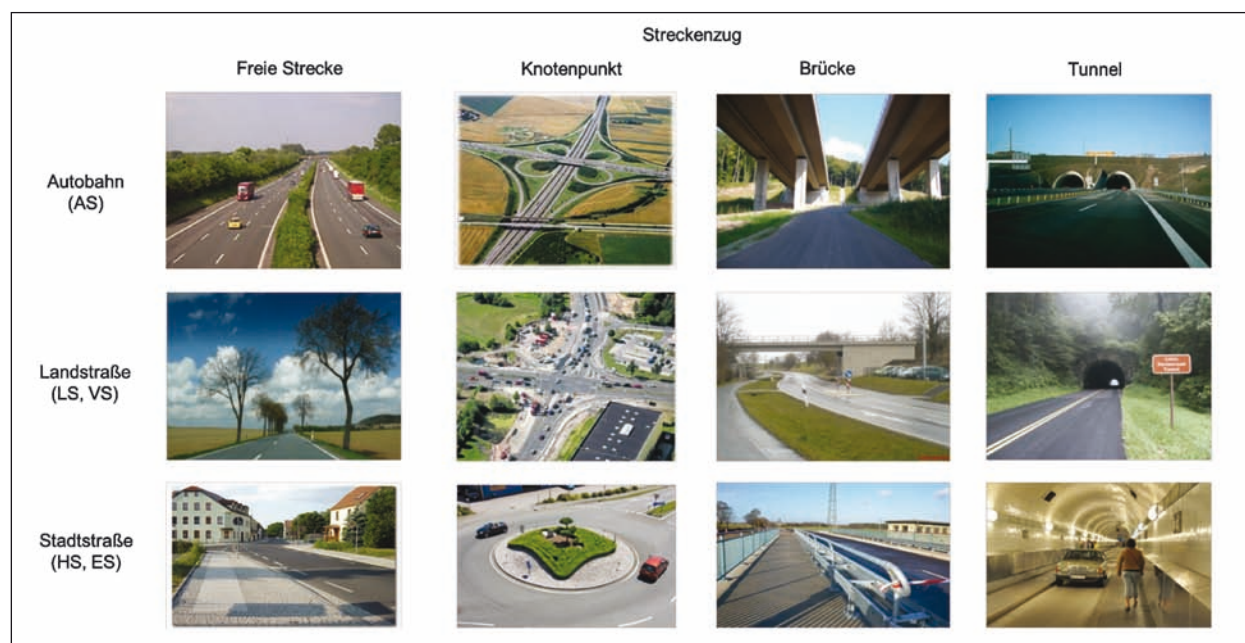 Streckenzug
Freie Strecke
Knotenpunkt
Brücke
Tunnel
Autobahn
(AS)
Landstraße
(LS, VS)
Stadtstraße
(HS, ES)